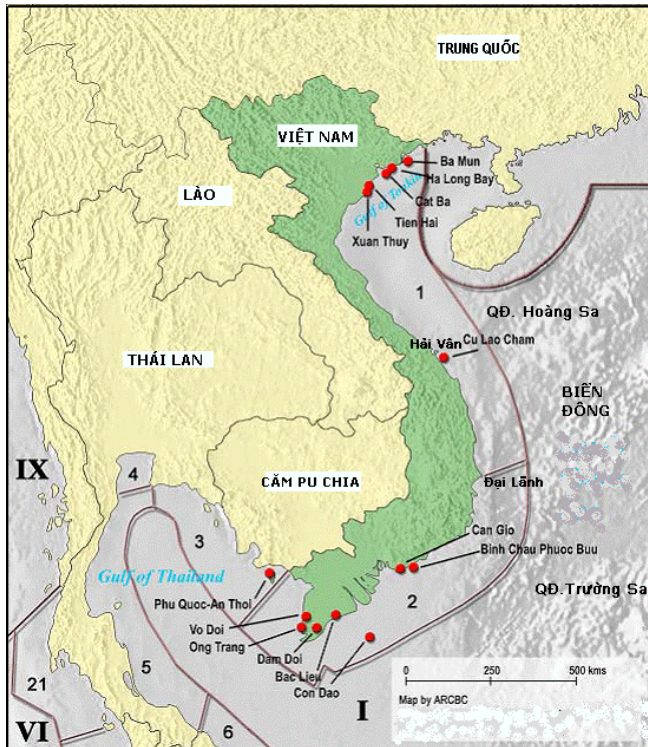 TRUNG QUỐC
VIỆT NAM
Ba Mun
Ha Long Bay
Cat Ba
Gulf of Tonkin
Tien Hai
Xuan Thuy
LÀO
1
QĐ. Hoàng Sa
Hải Vân
Cu Lao Cham
THÁI LAN
BIỂN
ĐÔNG
IX
4
CĂM PU CHIA
Đại Lãnh
3
Can Gio
Binh Chau Phuoc Buu
Gulf of Thailand
Phu Quoc-An Thoi
2
QĐ.Trường Sa
Vo Doi
Ong Trang
Dam Doi
Bac Lieu
Con Dao
5
21
VI
6
I
0 250 500 kms
Map by ARCBC